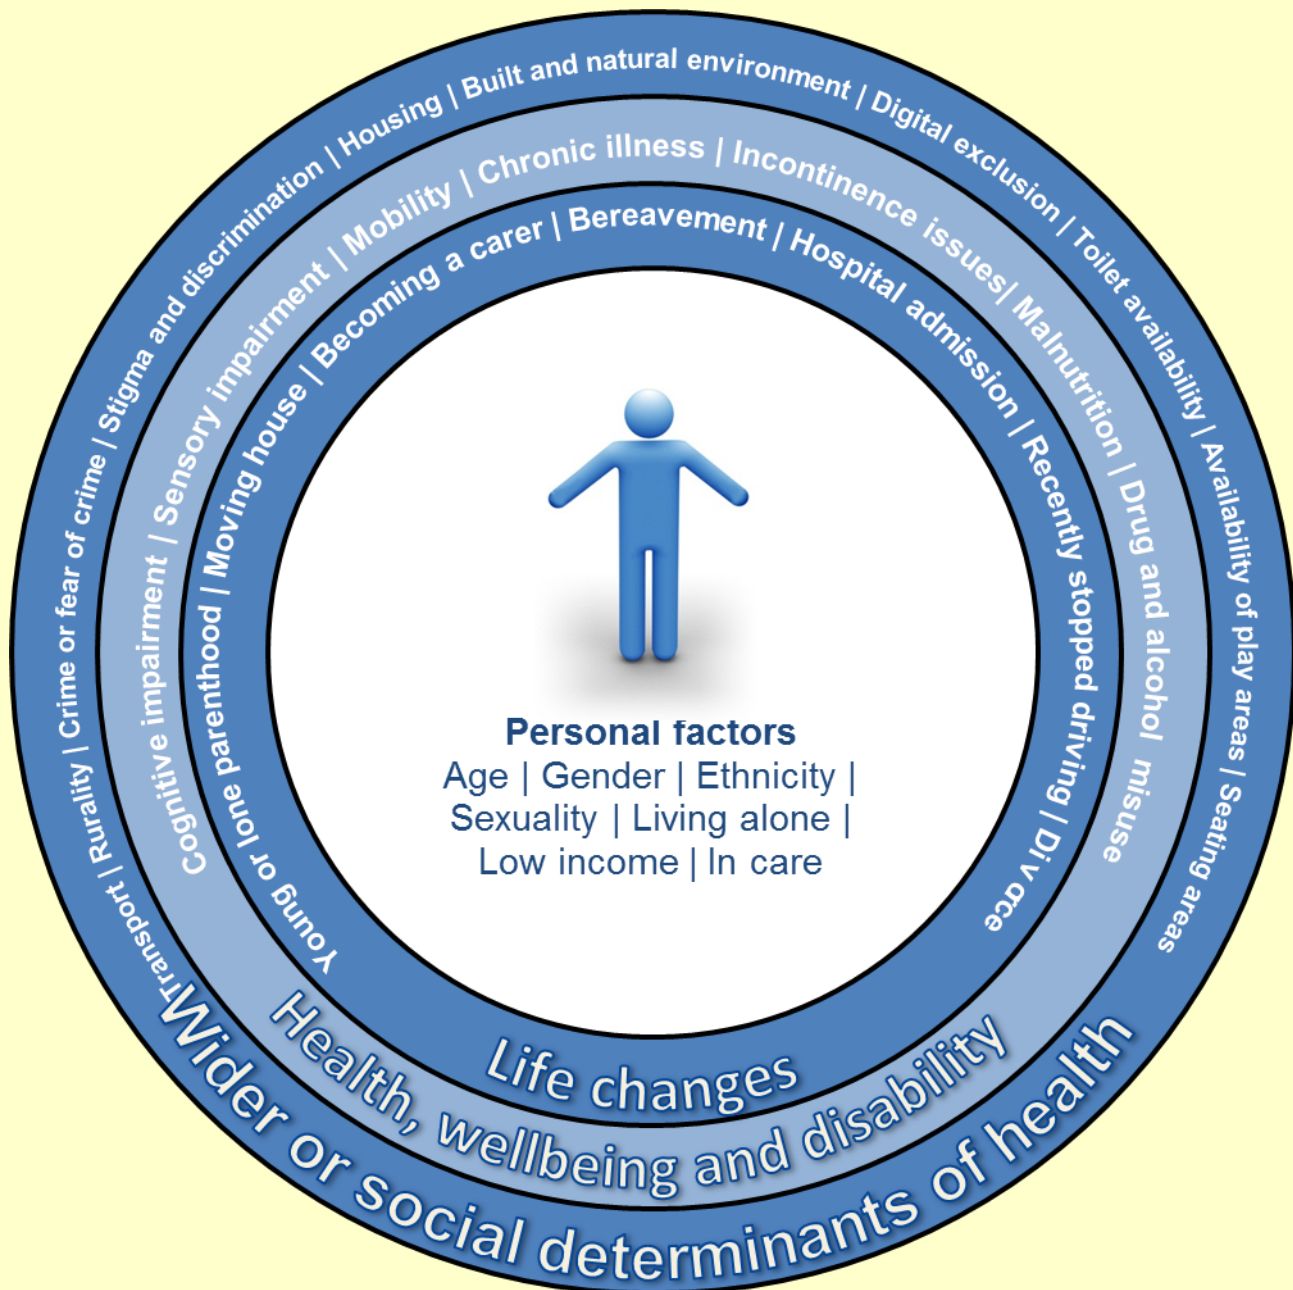 Transport | Rurality | Crime or fear of crime | Stigma and discrimination | Housing | Built and natural environment | Digital exclusion | Toilet availability | Availability of play areas | Seating areas
Cognitive impairment | Sensory impairment | Mobility | Chronic illness | Incontinence issues| Malnutrition | Drug and alcohol misuse
Young or lone parenthood | Moving house | Becoming a carer | Bereavement | Hospital admission | Recently stopped driving | Divorce
Personal factors
Age | Gender | Ethnicity |
Sexuality | Living alone |
Low income | In care
Life changes
Health, wellbeing and disability
Wider or social determinants of health